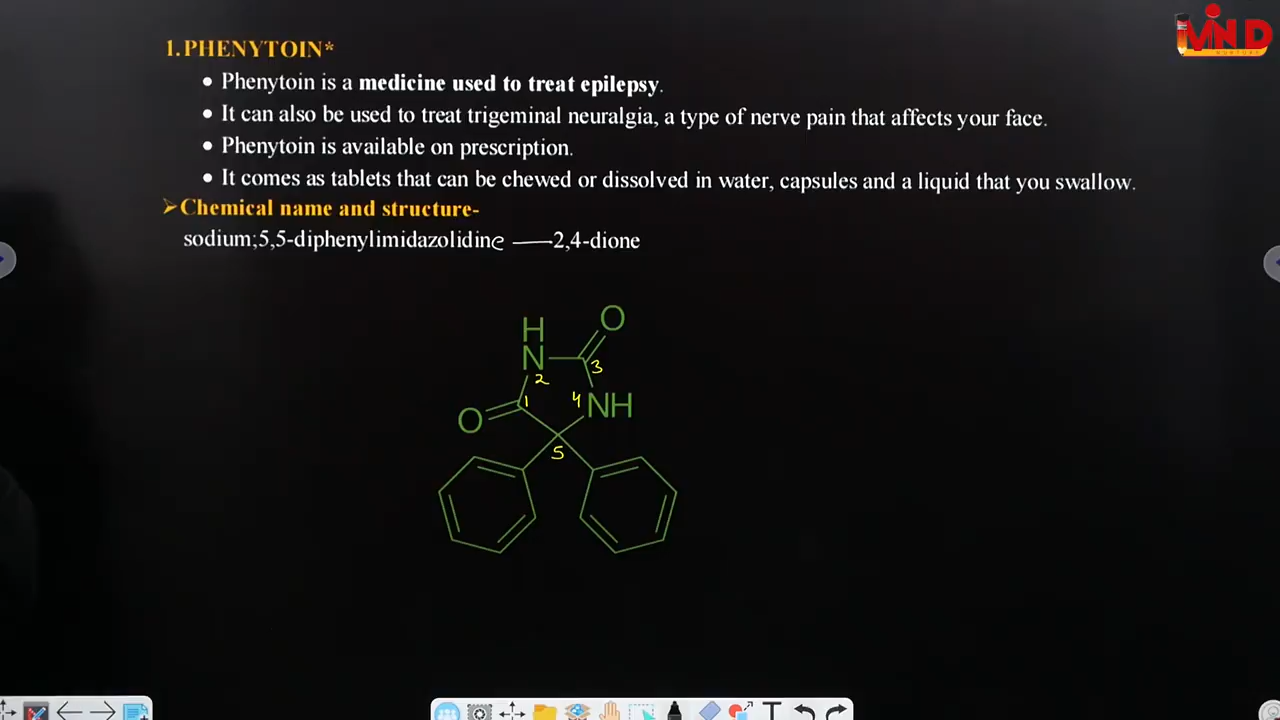 MIND
1.PHENYTOIN*
• Phenytoin is a medicine used to treat epilepsy.
• It can also be used to treat trigeminal neuralgia, a type of nerve pain that affects your face.
• Phenytoin is available on prescription.
• It comes as tablets that can be chewed or dissolved in water, capsules and a liquid that you swallow.
➢Chemical name and structure-
sodium;5,5-diphenylimidazolidine —2,4-dione
H
O
N
3
2
O
1
4
NH
5
T